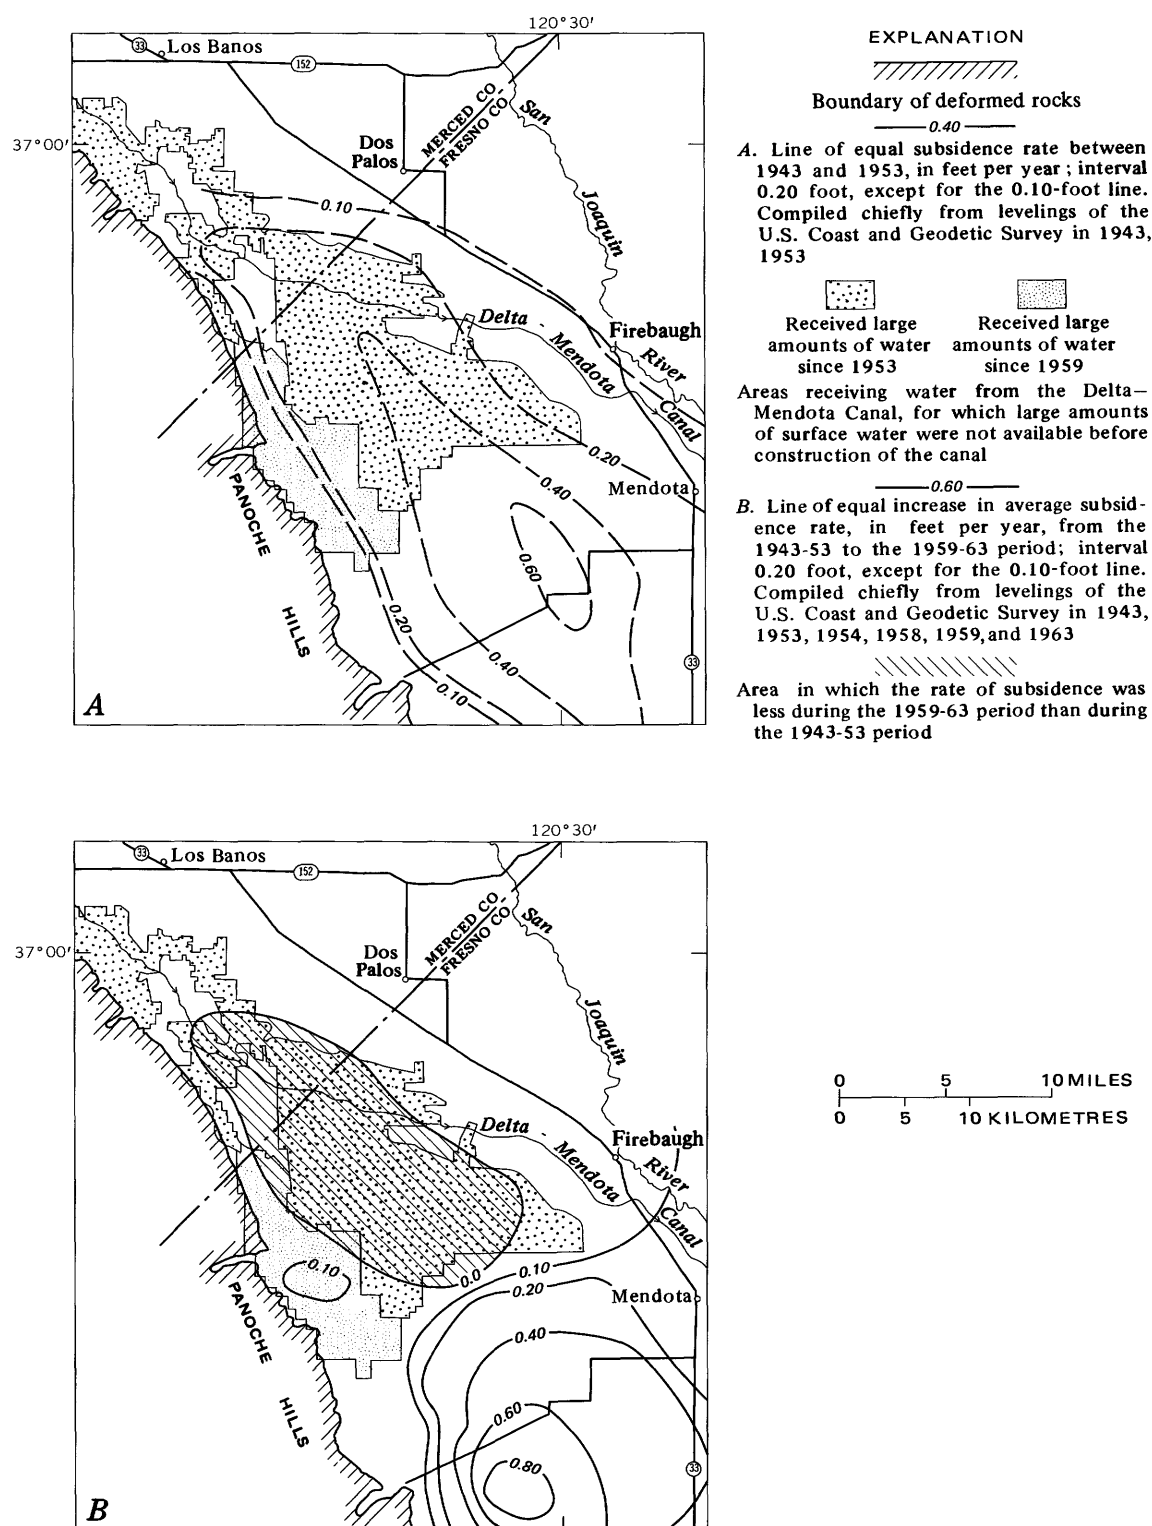 120°30'
33
Los Banos
152
MERCED CO
FRESNO CO
San
Joaquin
37°00'
Dos
Palos
0.10
Delta - Mendota Canal
Firebaugh
River
0.20
0.40
Mendota
0.60
PANOCHE
HILLS
0.20
0.40
0.10
33
A
EXPLANATION
Boundary of deformed rocks
0.40
A. Line of equal subsidence rate between
1943 and 1953, in feet per year; interval
0.20 foot, except for the 0.10-foot line.
Compiled chiefly from levelings of the
U.S. Coast and Geodetic Survey in 1943,
1953
Received large
amounts of water
since 1953
Received large
amounts of water
since 1959
Areas receiving water from the Delta–
Mendota Canal, for which large amounts
of surface water were not available before
construction of the canal
0.60
B. Line of equal increase in average subsid-
ence rate, in feet per year, from the
1943-53 to the 1959-63 period; interval
0.20 foot, except for the 0.10-foot line.
Compiled chiefly from levelings of the
U.S. Coast and Geodetic Survey in 1943,
1953, 1954, 1958, 1959, and 1963
Area in which the rate of subsidence was
less during the 1959-63 period than during
the 1943-53 period
120°30'
33
Los Banos
152
MERCED CO
FRESNO CO
San
Joaquin
37°00'
Dos
Palos
Delta - Mendota Canal
Firebaugh
River
0.10
0.0
0.10
0.20
Mendota
0.40
PANOCHE
HILLS
0.60
0.80
33
B
0 5 10 MILES
0 5 10 KILOMETRES